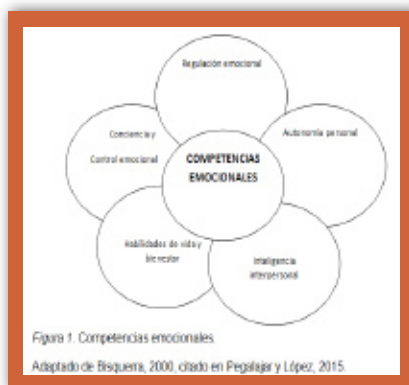 Regulación emocional
Conciencia y
Control emocional
Autonomía personal
COMPETENCIAS
EMOCIONALES
Habilidades de vida y
bienestar
Inteligencia
interpersonal
Figura 1. Competencias emocionales.
Adaptado de Bisquerra, 2000, citado en Pegalajar y López, 2015.